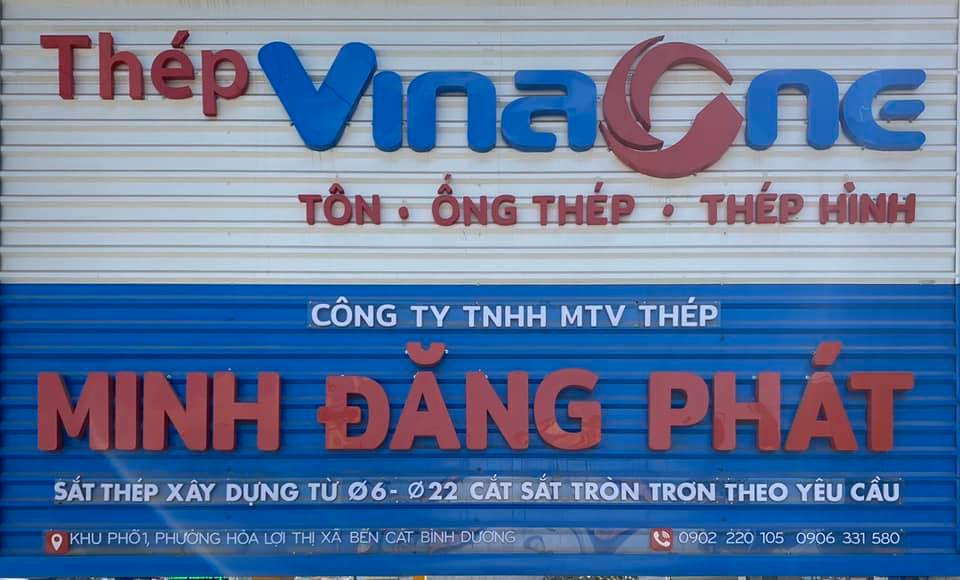 Thép VinaOne
TÔN • ỐNG THÉP • THÉP HÌNH
CÔNG TY TNHH MTV THÉP
MINH ĐĂNG PHÁT
SẮT THÉP XÂY DỰNG TỪ Ø6- Ø22 CẮT SẮT TRÒN TRƠN THEO YÊU CẦU
KHU PHỐ 1, PHƯỜNG HÒA LỢI THỊ XÃ BẾN CÁT, BÌNH DƯƠNG 0902 220 105 0906 331 580